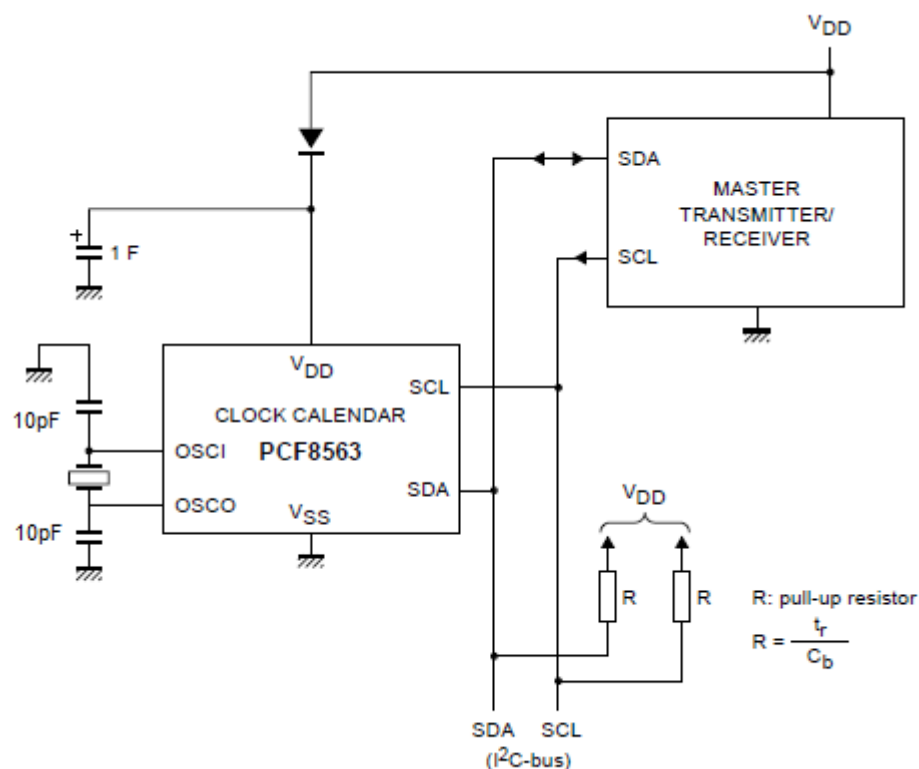 VDD
SDA
MASTER
TRANSMITTER/
RECEIVER
SCL
+
1 F
VDD
SCL
CLOCK CALENDAR
PCF8563
10pF
OSCI
SDA
OSCO
VSS
10pF
VDD
R
R
R: pull-up resistor
R = tr / Cb
SDA SCL
(I²C-bus)